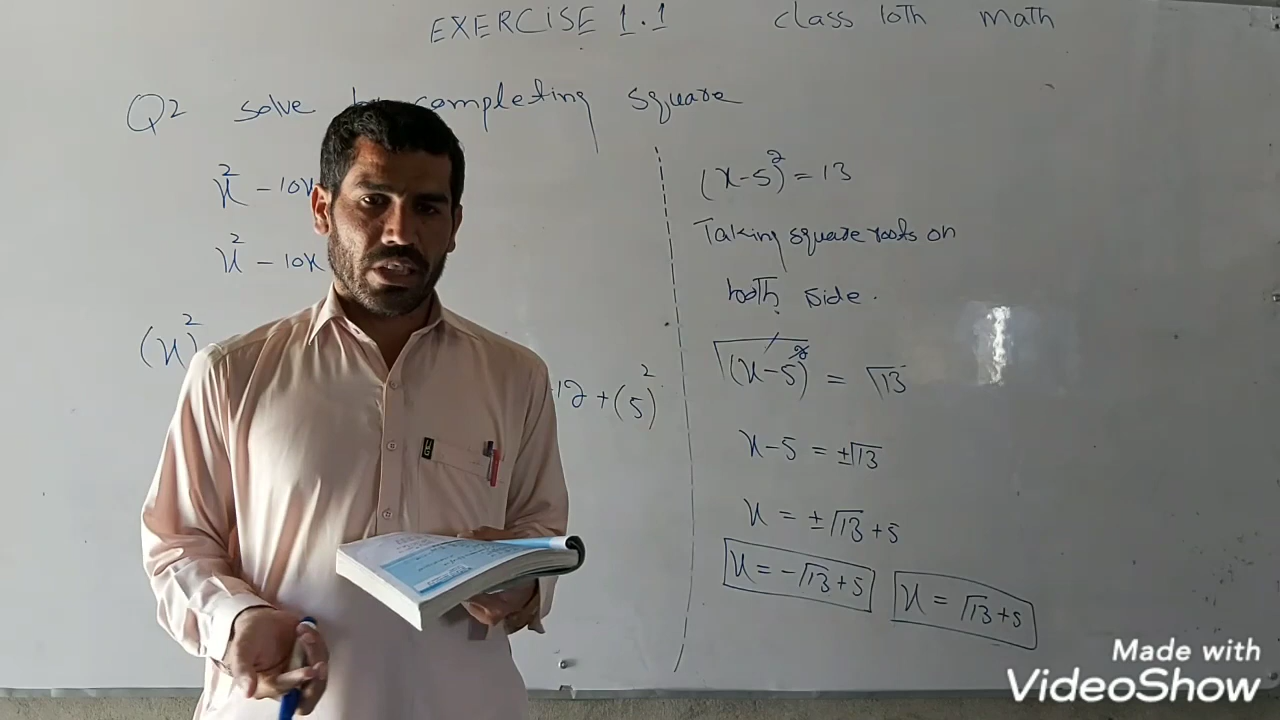 EXERCISE 1.1 class 10th math
Q2 solve by completing square
x² - 10x
x² - 10x
(x)²
12 + (5)²
(x-5)² = 13
Taking square roots on
both side.
√(x-5)² = √13
x-5 = ±√13
x = ±√13 + 5
x = -√13 + 5
x = √13 + 5
Made with
VideoShow